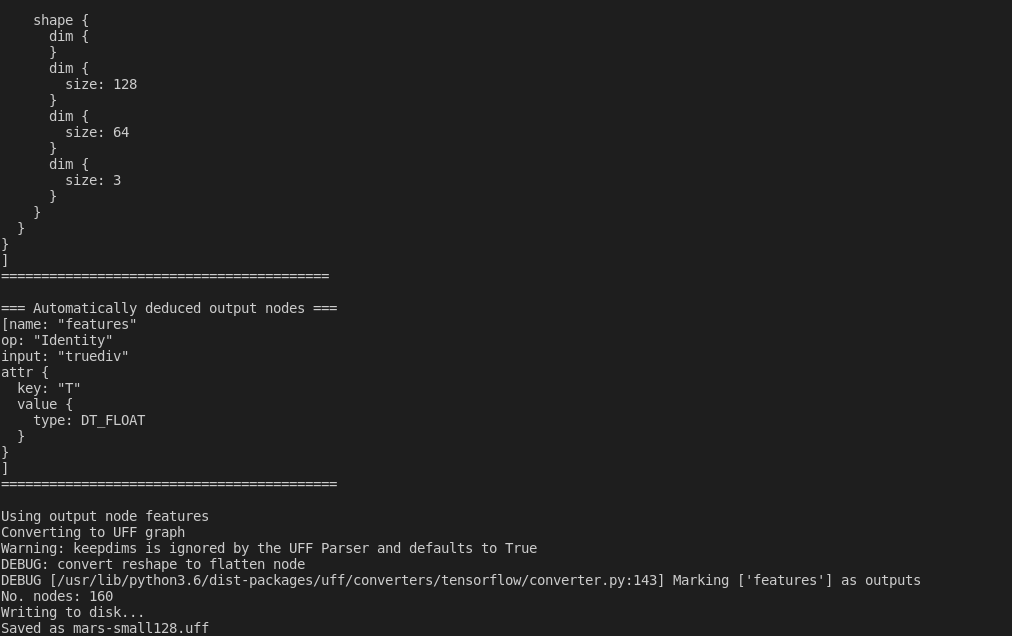 shape {
      dim {
      }
      dim {
        size: 128
      }
      dim {
        size: 64
      }
      dim {
        size: 3
      }
    }
  }
}
]
=========================================

=== Automatically deduced output nodes ===
[name: "features"
op: "Identity"
input: "truediv"
attr {
  key: "T"
  value {
    type: DT_FLOAT
  }
}
]
==========================================

Using output node features
Converting to UFF graph
Warning: keepdims is ignored by the UFF Parser and defaults to True
DEBUG: convert reshape to flatten node
DEBUG [/usr/lib/python3.6/dist-packages/uff/converters/tensorflow/converter.py:143] Marking ['features'] as outputs
No. nodes: 160
Writing to disk...
Saved as mars-small128.uff